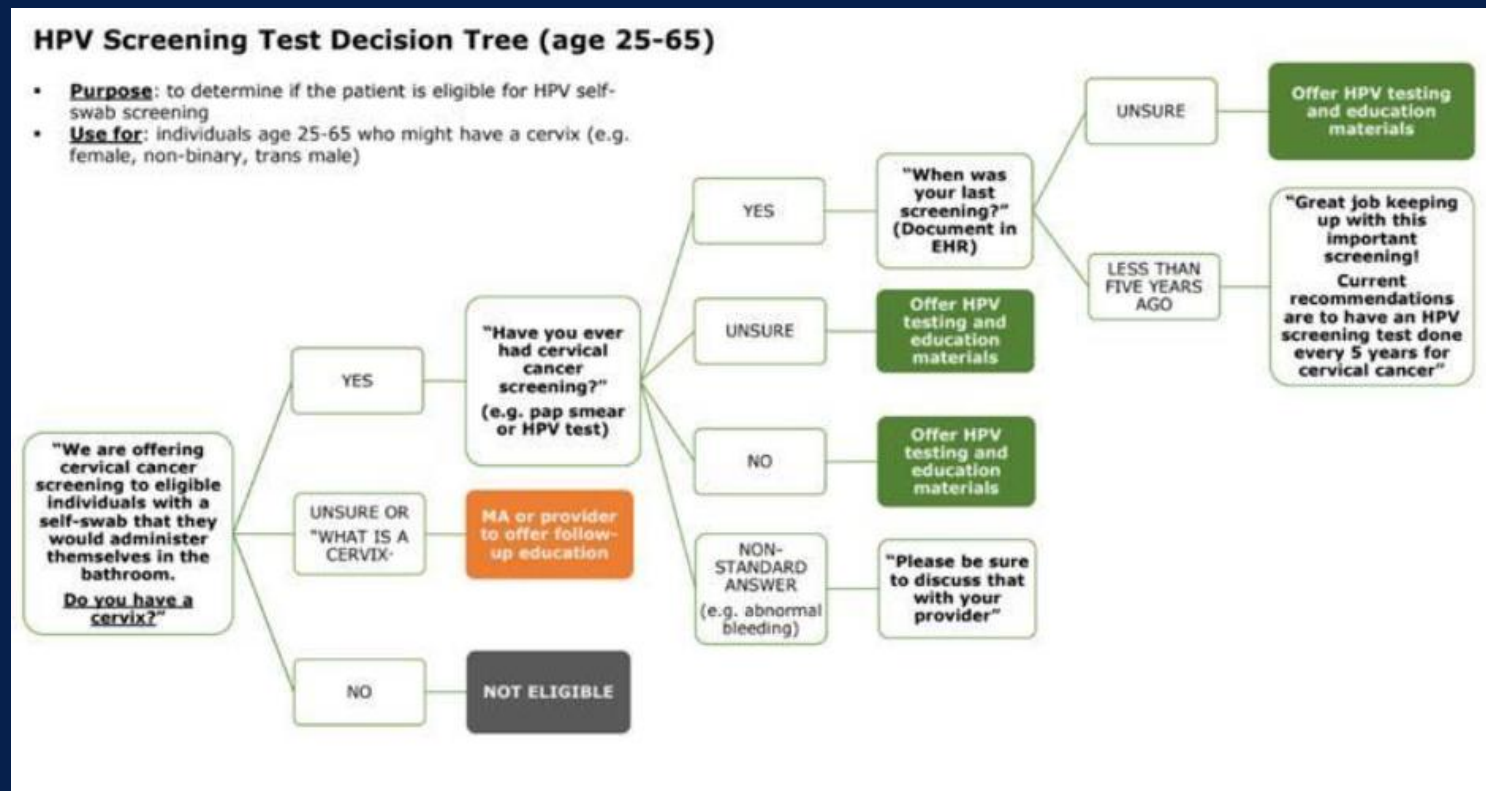 HPV Screening Test Decision Tree (age 25-65)
• Purpose: to determine if the patient is eligible for HPV self-
swab screening
• Use for: individuals age 25-65 who might have a cervix (e.g.
female, non-binary, trans male)
"We are offering
cervical cancer
screening to eligible
individuals with a
self-swab that they
would administer
themselves in the
bathroom.
Do you have a
cervix?"
YES
"Have you ever
had cervical
cancer
screening?"
(e.g. pap smear
or HPV test)
UNSURE OR
"WHAT IS A
CERVIX-
MA or provider
to offer follow-
up education
NO
NOT ELIGIBLE
YES
"When was
your last
screening?"
(Document in
EHR)
UNSURE
Offer HPV
testing and
education
materials
NO
Offer HPV
testing and
education
materials
NON-
STANDARD
ANSWER
(e.g. abnormal
bleeding)
"Please be sure
to discuss that
with your
provider"
UNSURE
Offer HPV testing
and education
materials
LESS THAN
FIVE YEARS
AGO
"Great job keeping
up with this
important
screening!
Current
recommendations
are to have an HPV
screening test done
every 5 years for
cervical cancer"